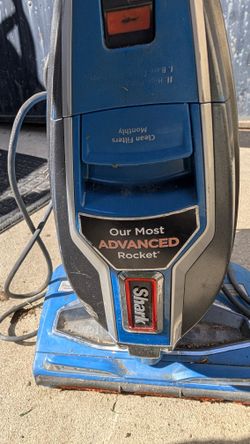 Clean Filters
Monthly
Our Most
ADVANCED
Rocket
Shark